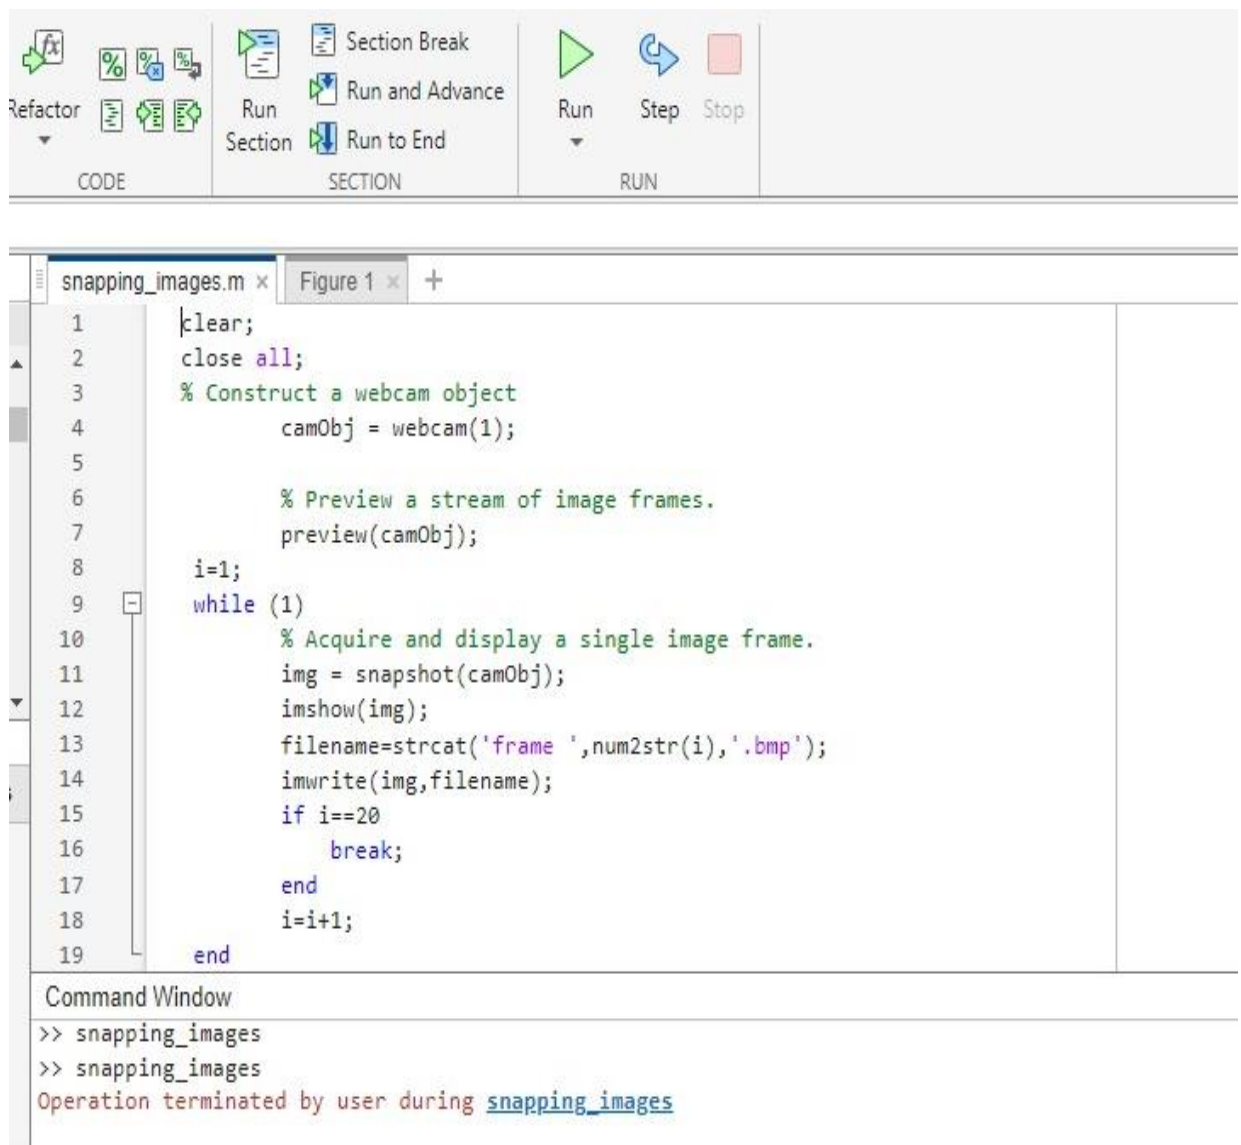 Refactor
Run Section
Section Break
Run and Advance
Run to End
Run
Step
Stop
CODE
SECTION
RUN
snapping_images.m
Figure 1
1 clear;
2 close all;
3 % Construct a webcam object
4 camObj = webcam(1);
5
6 % Preview a stream of image frames.
7 preview(camObj);
8 i=1;
9 while (1)
10 % Acquire and display a single image frame.
11 img = snapshot(camObj);
12 imshow(img);
13 filename=strcat('frame ',num2str(i),'.bmp');
14 imwrite(img,filename);
15 if i==20
16 break;
17 end
18 i=i+1;
19 end
Command Window
>> snapping_images
>> snapping_images
Operation terminated by user during snapping_images